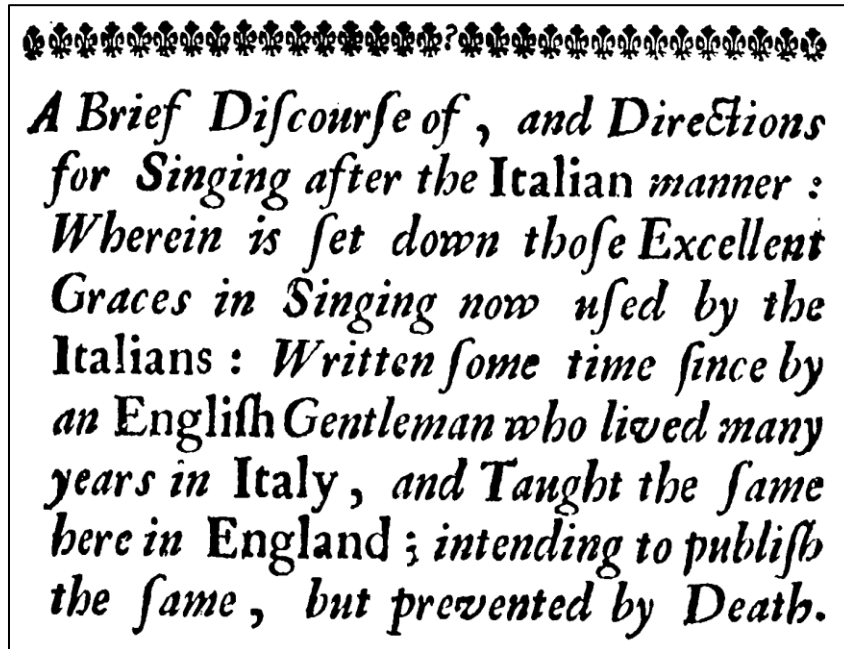 A Brief Diſcourſe of, and Directions
for Singing after the Italian manner :
Wherein is ſet down thoſe Excellent
Graces in Singing now uſed by the
Italians : Written ſome time ſince by
an Engliſh Gentleman who lived many
years in Italy, and Taught the ſame
here in England ; intending to publiſh
the ſame, but prevented by Death.